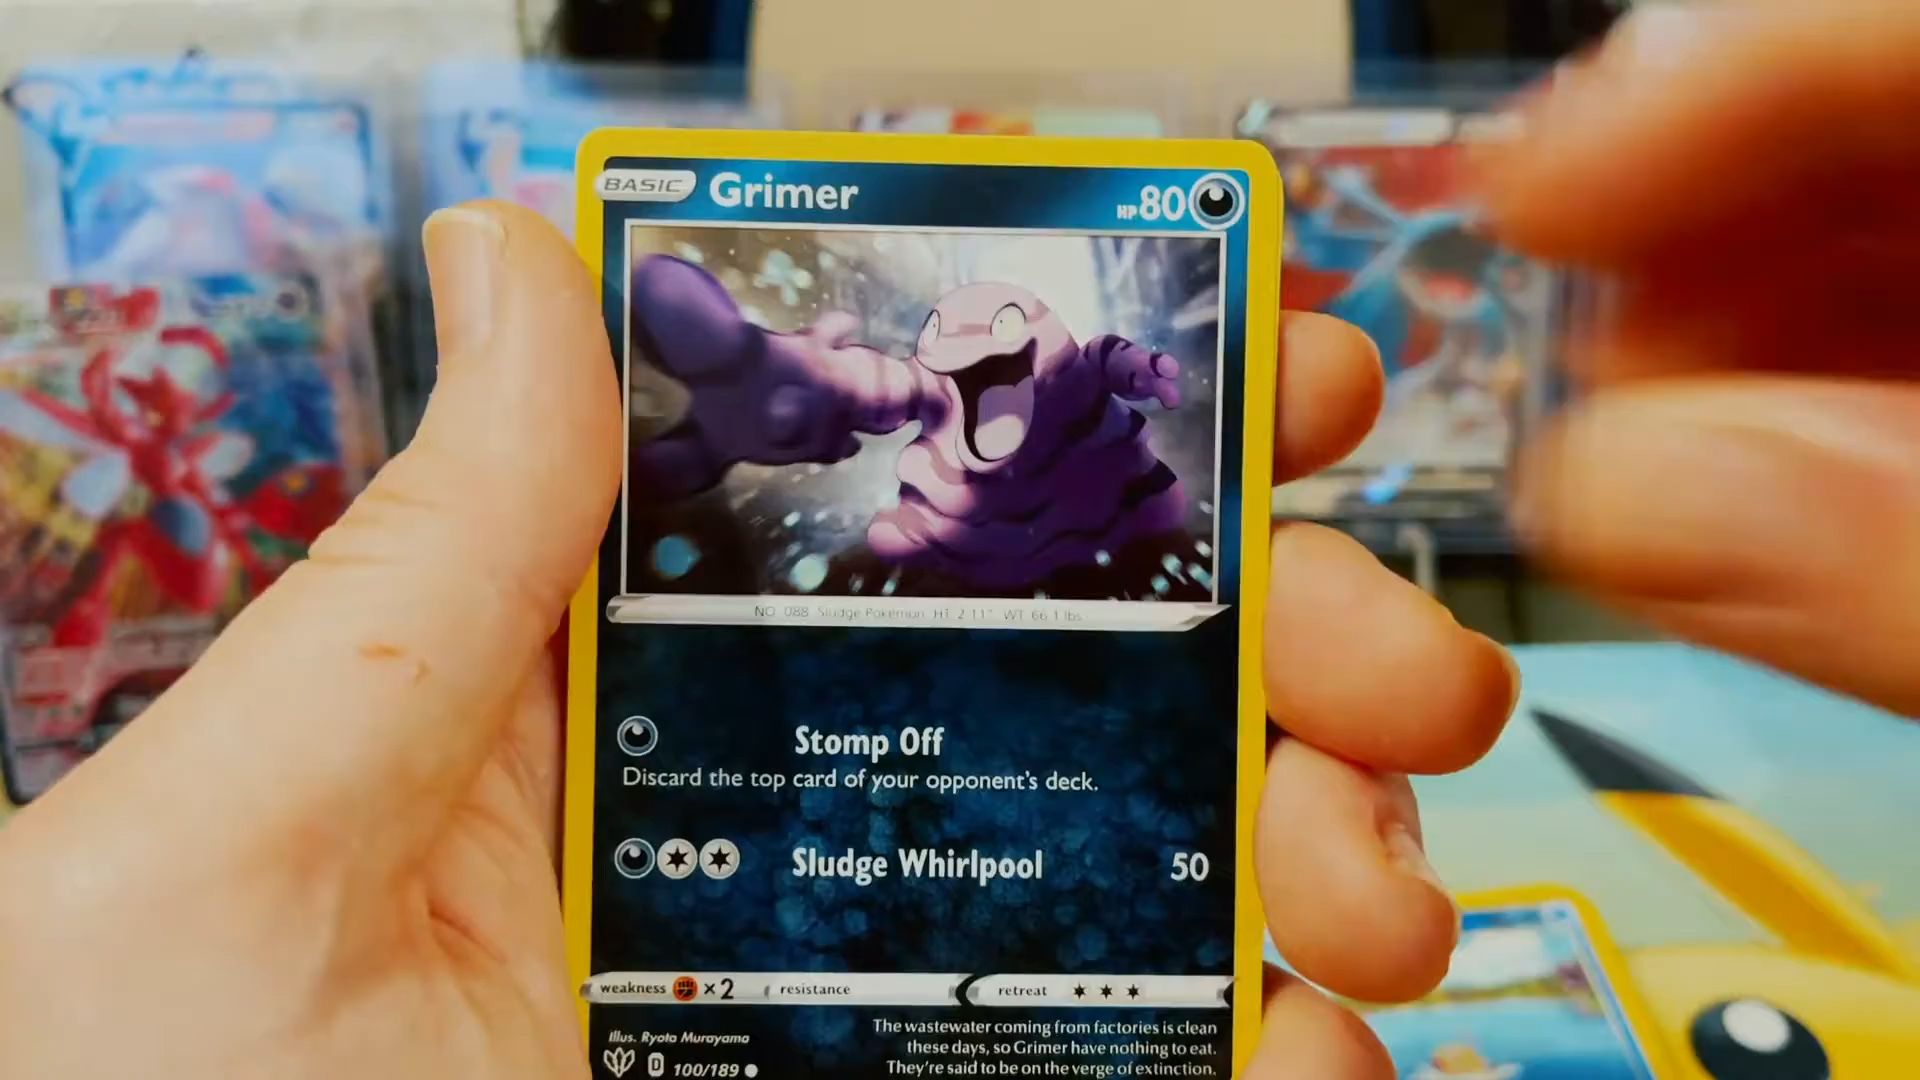 BASIC Grimer HP 80
NO. 088 Sludge Pokémon HT 2'11" WT 66.1 lbs.
Stomp Off
Discard the top card of your opponent's deck.
Sludge Whirlpool 50
weakness ×2 resistance retreat
Illus. Ryota Murayama
The wastewater coming from factories is clean
these days, so Grimer have nothing to eat.
They're said to be on the verge of extinction.
D 100/189